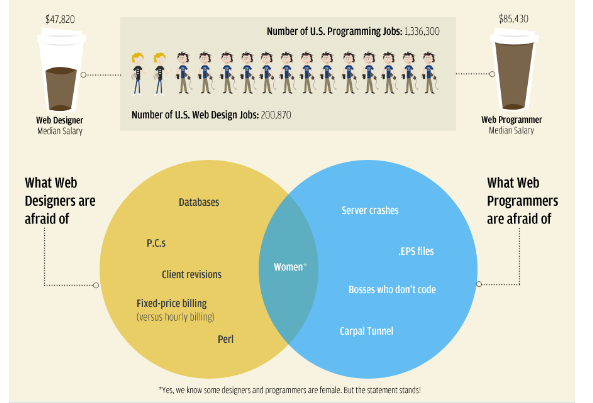 $47,820
Number of U.S. Programming Jobs: 1,336,300
$85,430
Web Designer
Median Salary
Number of U.S. Web Design Jobs: 200,870
Web Programmer
Median Salary
What Web
Designers are
afraid of
What Web
Programmers
are afraid of
Databases
P.C.s
Client revisions
Fixed-price billing
(versus hourly billing)
Perl
Women*
Server crashes
.EPS files
Bosses who don't code
Carpal Tunnel
*Yes, we know some designers and programmers are female. But the statement stands!